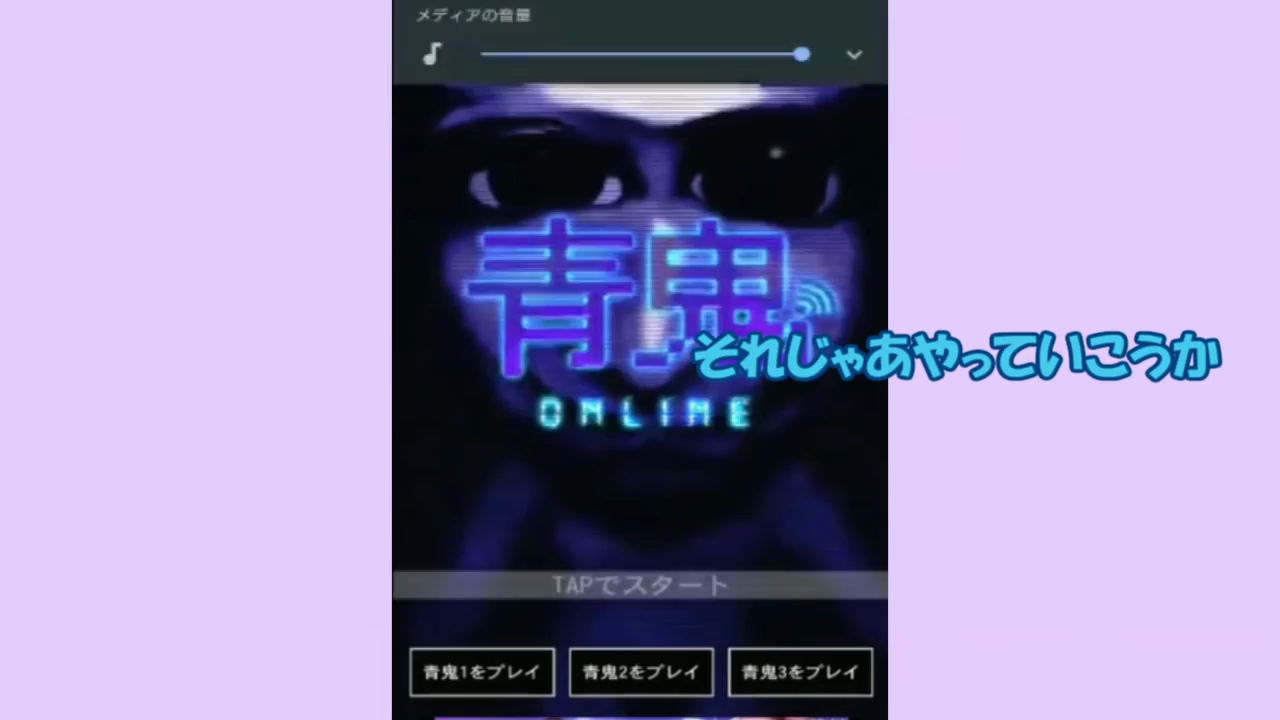 メディアの音量
青鬼
それじゃあやっていこうか
ONLINE
TAPでスタート
青鬼1をプレイ
青鬼2をプレイ
青鬼3をプレイ